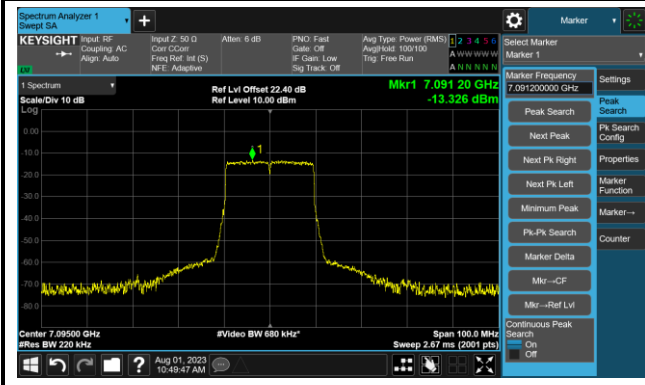 Spectrum Analyzer 1
Swept SA
+
Marker
KEYSIGHT
Input: RF
Coupling: AC
Align: Auto
Input Z: 50 Ω
Corr CCorr
Freq Ref: Int (S)
NFE: Adaptive
Atten: 6 dB
PNO: Fast
Gate: Off
IF Gain: Low
Sig Track: Off
Avg Type: Power (RMS)
Avg|Hold: 100/100
Trig: Free Run
1 2 3 4 5 6
A W W W W W
A N N N N N
Select Marker
Marker 1
1 Spectrum
Scale/Div 10 dB
Log
Ref Lvl Offset 22.40 dB
Ref Level 10.00 dBm
Mkr1 7.091 20 GHz
-13.326 dBm
0.00
-10.0
-20.0
-30.0
-40.0
-50.0
-60.0
-70.0
-80.0
1
Center 7.09500 GHz
#Res BW 220 kHz
#Video BW 680 kHz*
Span 100.0 MHz
Sweep 2.67 ms (2001 pts)
Marker Frequency
7.091200000 GHz
Peak Search
Next Peak
Next Pk Right
Next Pk Left
Minimum Peak
Pk-Pk Search
Marker Delta
Mkr→CF
Mkr→Ref Lvl
Continuous Peak
Search
On
Off
Settings
Peak
Search
Pk Search
Config
Properties
Marker
Function
Marker→
Counter
?
Aug 01, 2023
10:49:47 AM